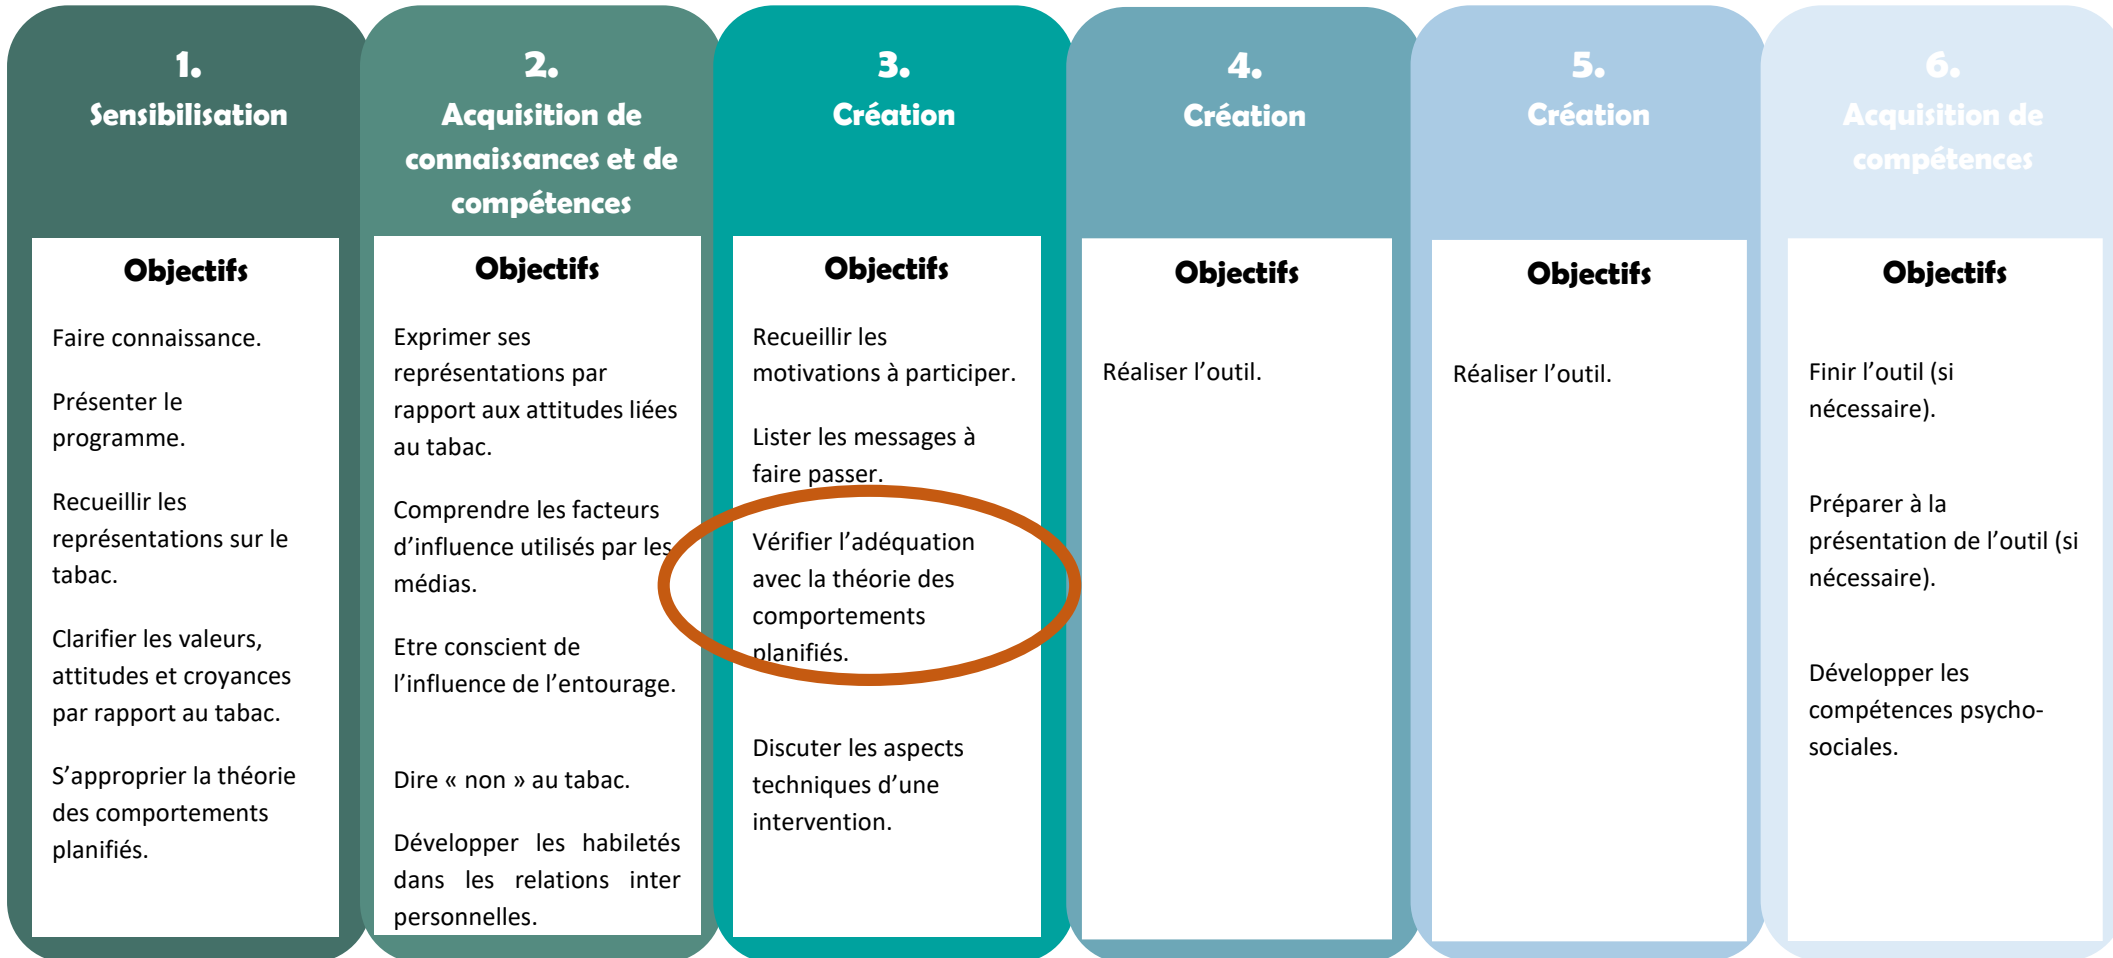 1.
Sensibilisation
Objectifs
Faire connaissance.
Présenter le
programme.
Recueillir les
représentations sur le
tabac.
Clarifier les valeurs,
attitudes et croyances
par rapport au tabac.
S’approprier la théorie
des comportements
planifiés.
2.
Acquisition de
connaissances et de
compétences
Objectifs
Exprimer ses
représentations par
rapport aux attitudes liées
au tabac.
Comprendre les facteurs
d’influence utilisés par les
médias.
Etre conscient de
l’influence de l’entourage.
Dire « non » au tabac.
Développer les habiletés
dans les relations inter
personnelles.
3.
Création
Objectifs
Recueillir les
motivations à participer.
Lister les messages à
faire passer.
Vérifier l’adéquation
avec la théorie des
comportements
planifiés.
Discuter les aspects
techniques d’une
intervention.
4.
Création
Objectifs
Réaliser l’outil.
5.
Création
Objectifs
Réaliser l’outil.
6.
Acquisition de
compétences
Objectifs
Finir l’outil (si
nécessaire).
Préparer à la
présentation de l’outil (si
nécessaire).
Développer les
compétences psycho-
sociales.